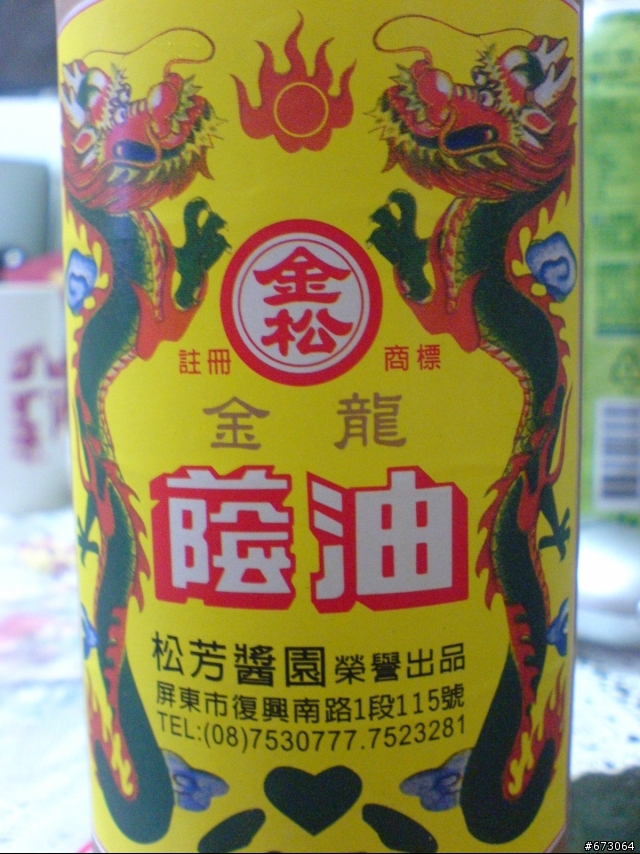 金松
註冊 商標
金 龍
蔭油
松芳醬園榮譽出品
屏東市復興南路1段115號
TEL:(08)7530777.7523281
#673064